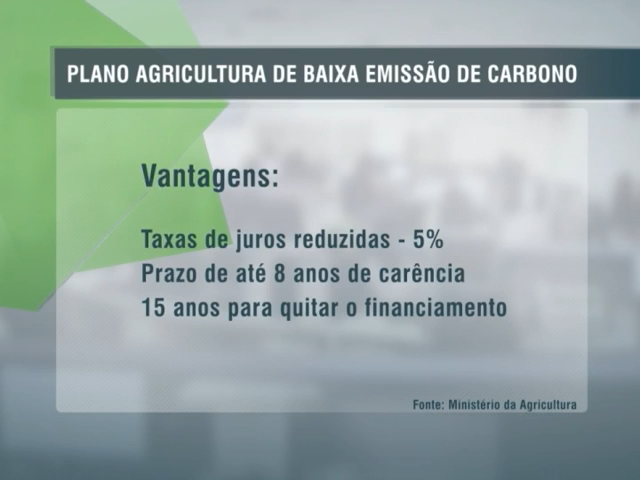 PLANO AGRICULTURA DE BAIXA EMISSÃO DE CARBONO
Vantagens:
Taxas de juros reduzidas - 5%
Prazo de até 8 anos de carência
15 anos para quitar o financiamento
Fonte: Ministério da Agricultura